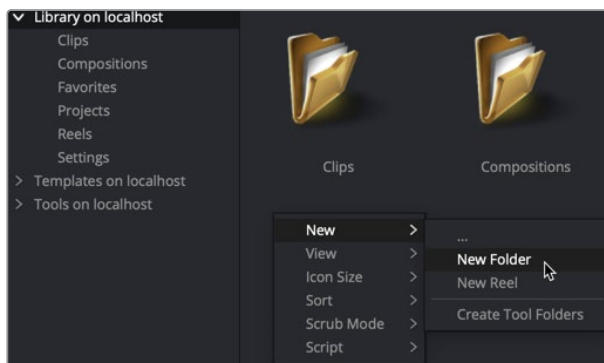 Library on localhost
Clips
Compositions
Favorites
Projects
Reels
Settings
Templates on localhost
Tools on localhost
Clips
Compositions
New
View
Icon Size
Sort
Scrub Mode
Script
...
New Folder
New Reel
Create Tool Folders